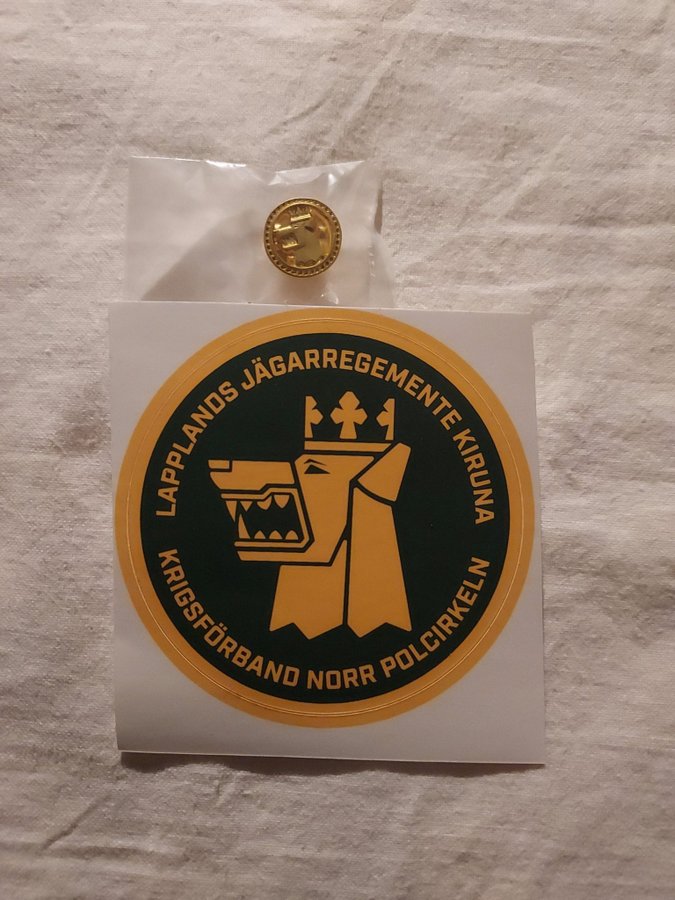 LAPPLANDS JÄGARREGEMENTE KIRUNA
KRIGSFÖRBAND NORR POLCIRKELN